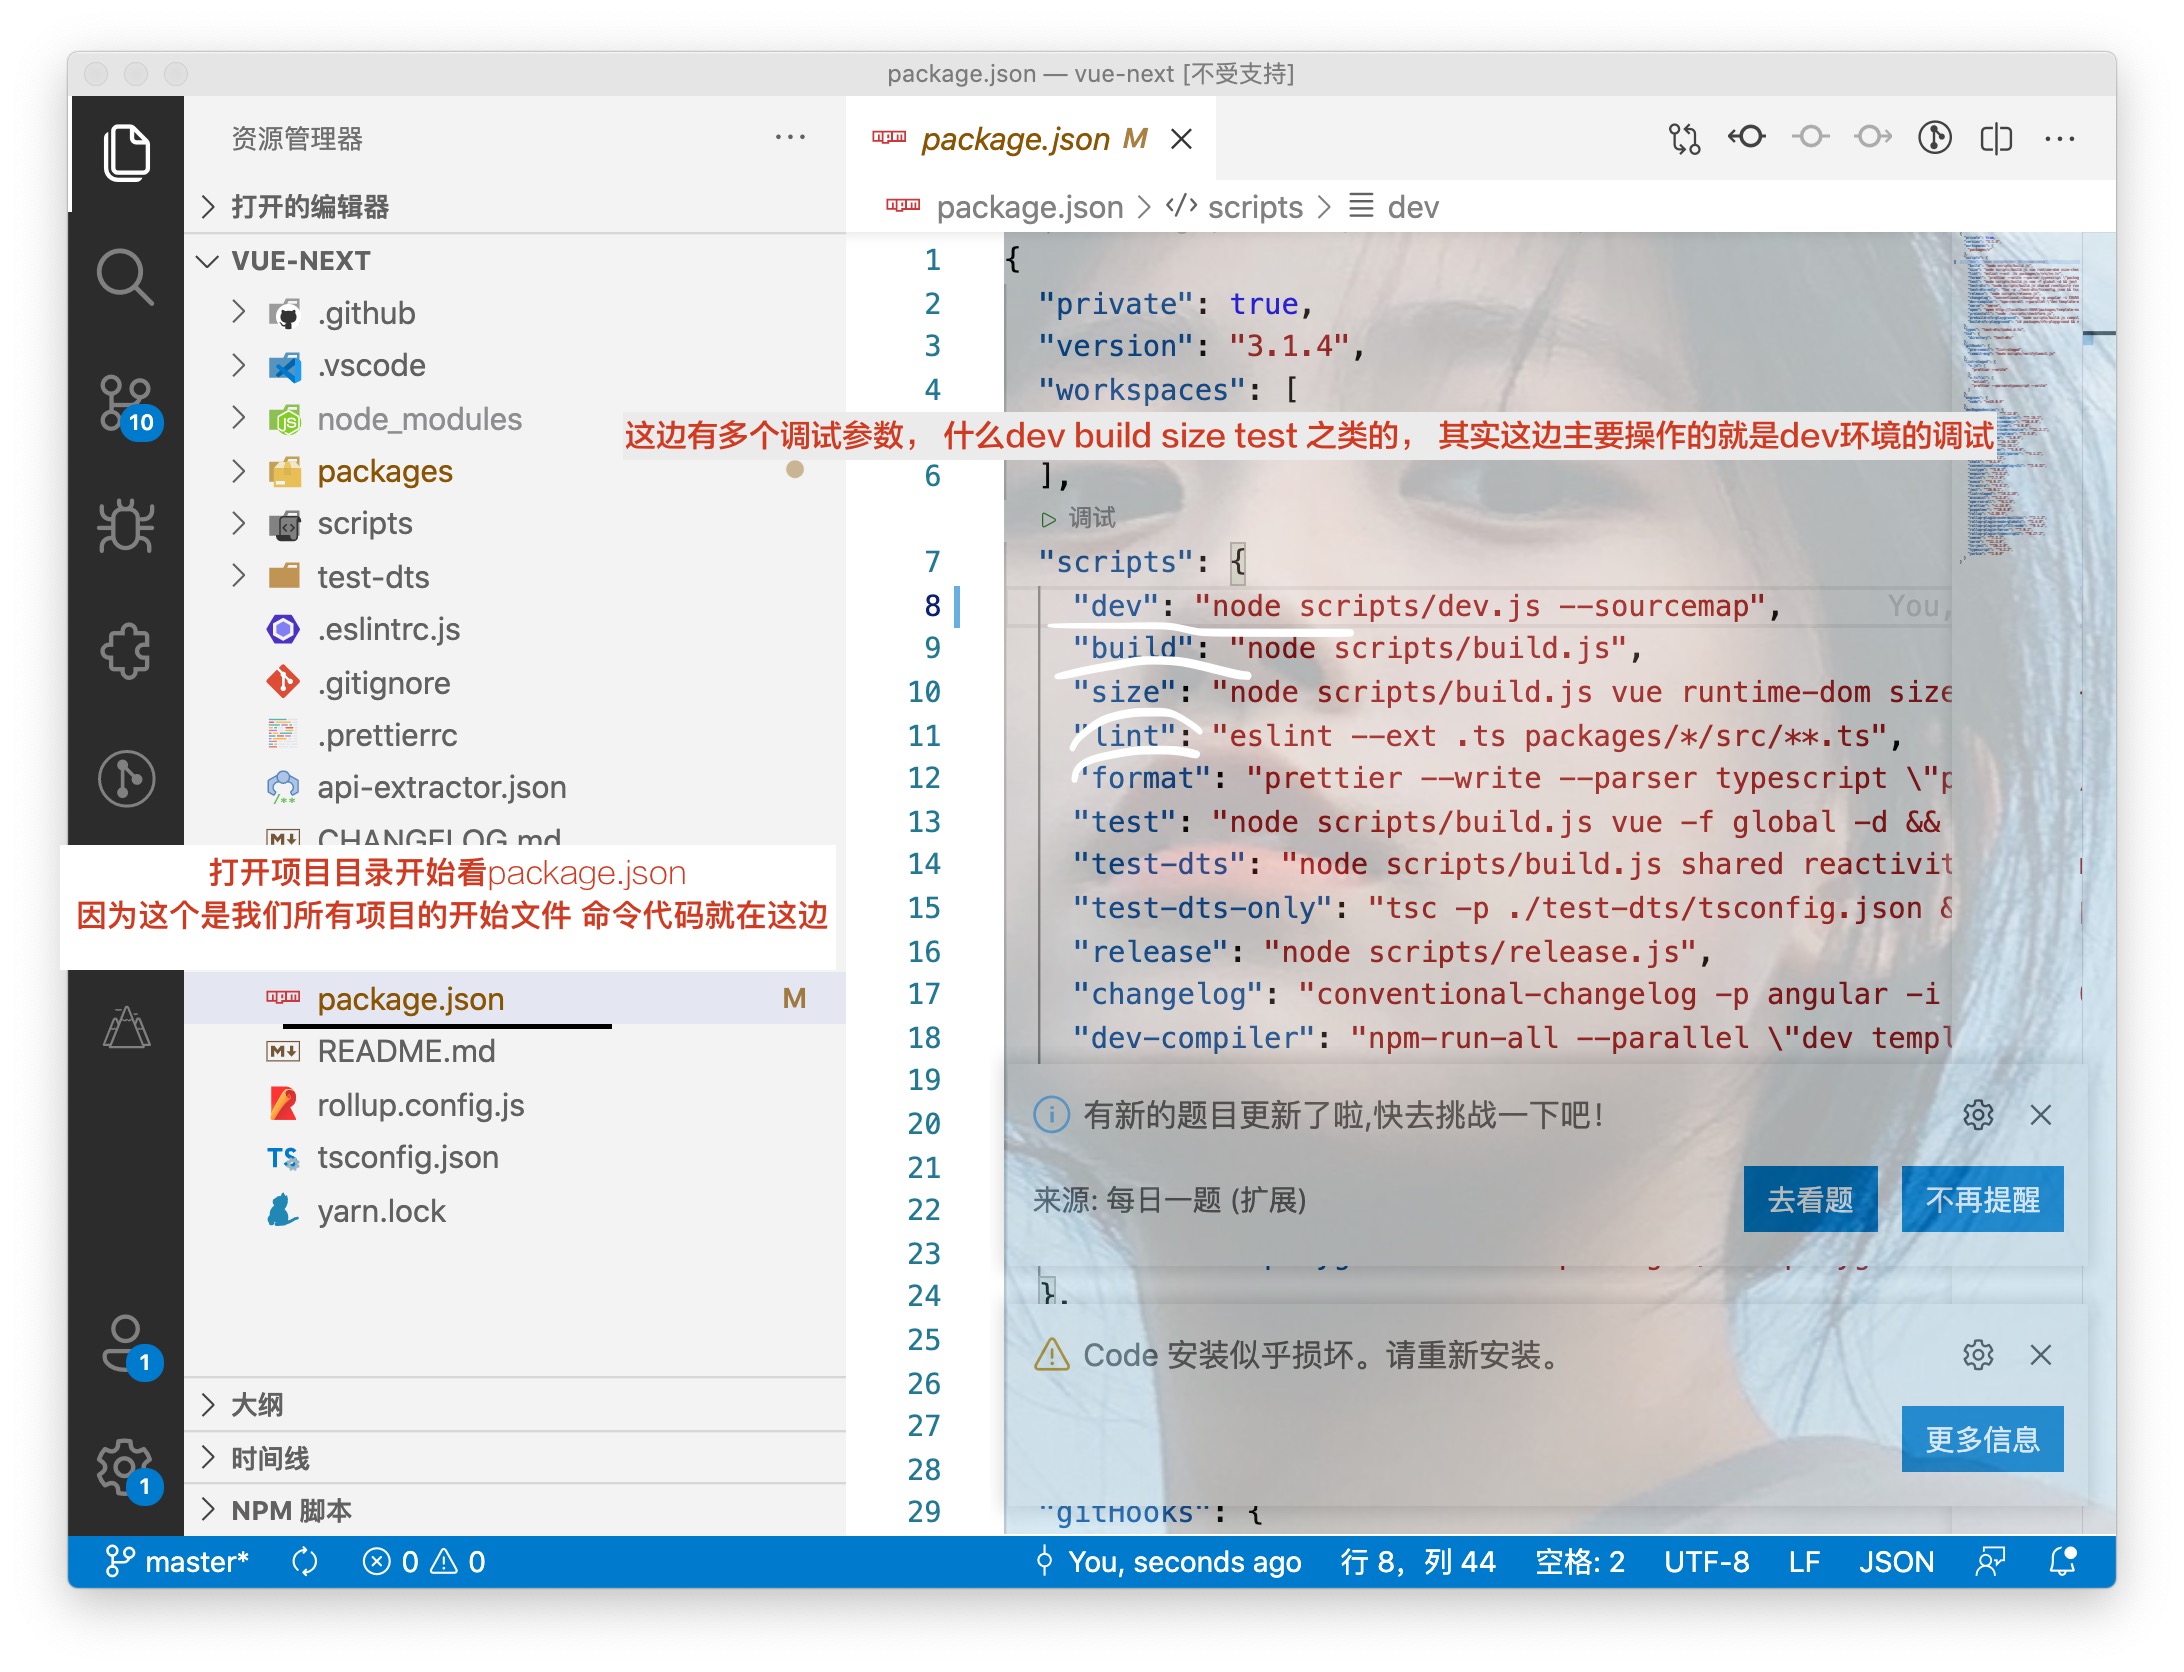 package.json — vue-next [不受支持]
资源管理器
打开的编辑器
VUE-NEXT
.github
.vscode
node_modules
packages
scripts
test-dts
.eslintrc.js
.gitignore
.prettierrc
api-extractor.json
CHANGELOG.md
打开项目目录开始看package.json
因为这个是我们所有项目的开始文件 命令代码就在这边
package.json M
README.md
rollup.config.js
tsconfig.json
yarn.lock
大纲
时间线
NPM 脚本
10
1
1
package.json M
package.json > scripts > dev
1 {
2 "private": true,
3 "version": "3.1.4",
4 "workspaces": [
这边有多个调试参数， 什么dev build size test 之类的， 其实这边主要操作的就是dev环境的调试
6 ],
调试
7 "scripts": {
8 "dev": "node scripts/dev.js --sourcemap", You,
9 "build": "node scripts/build.js",
10 "size": "node scripts/build.js vue runtime-dom size
11 "lint": "eslint --ext .ts packages/*/src/**.ts",
12 "format": "prettier --write --parser typescript \"p
13 "test": "node scripts/build.js vue -f global -d &&
14 "test-dts": "node scripts/build.js shared reactivit
15 "test-dts-only": "tsc -p ./test-dts/tsconfig.json &
16 "release": "node scripts/release.js",
17 "changelog": "conventional-changelog -p angular -i
18 "dev-compiler": "npm-run-all --parallel \"dev templ
19
20
21
22
23
24 },
25
26
27
28
29 "gitHooks": {
有新的题目更新了啦,快去挑战一下吧!
来源: 每日一题 (扩展)
去看题
不再提醒
Code 安装似乎损坏。请重新安装。
更多信息
master* 0 0 You, seconds ago 行 8，列 44 空格: 2 UTF-8 LF JSON